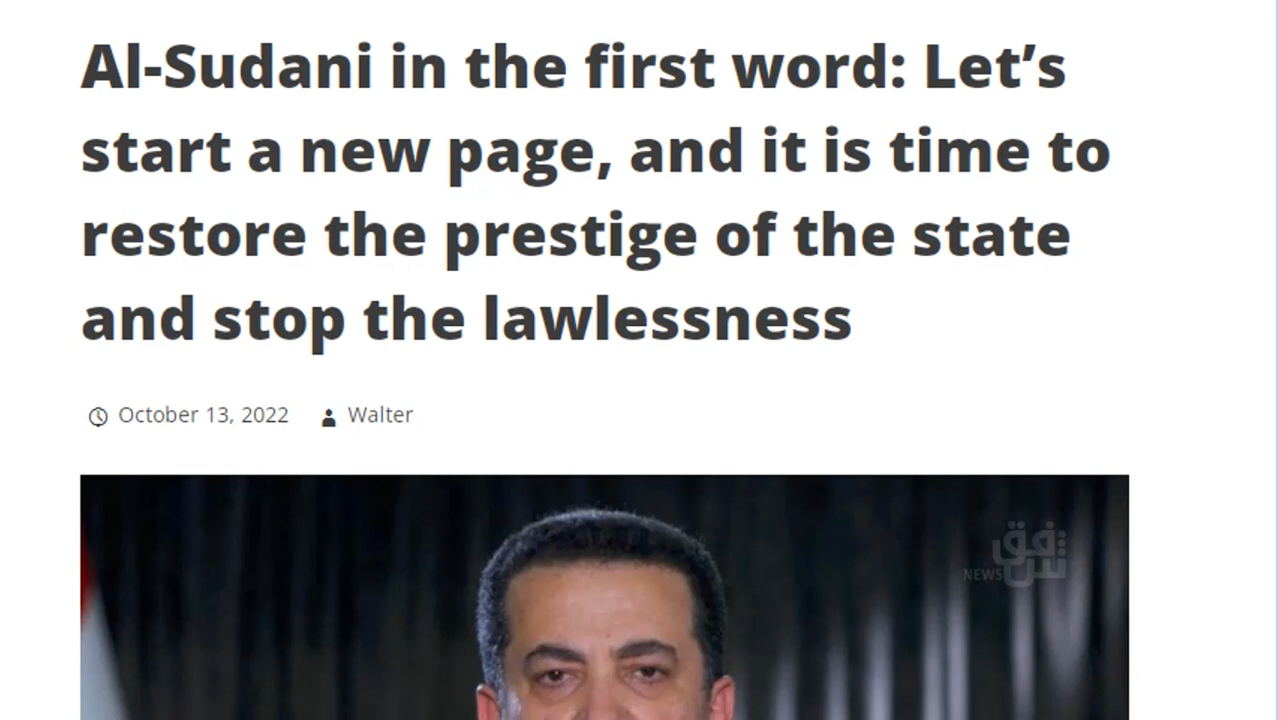 Al-Sudani in the first word: Let’s
start a new page, and it is time to
restore the prestige of the state
and stop the lawlessness
October 13, 2022 Walter
شفق
NEWS